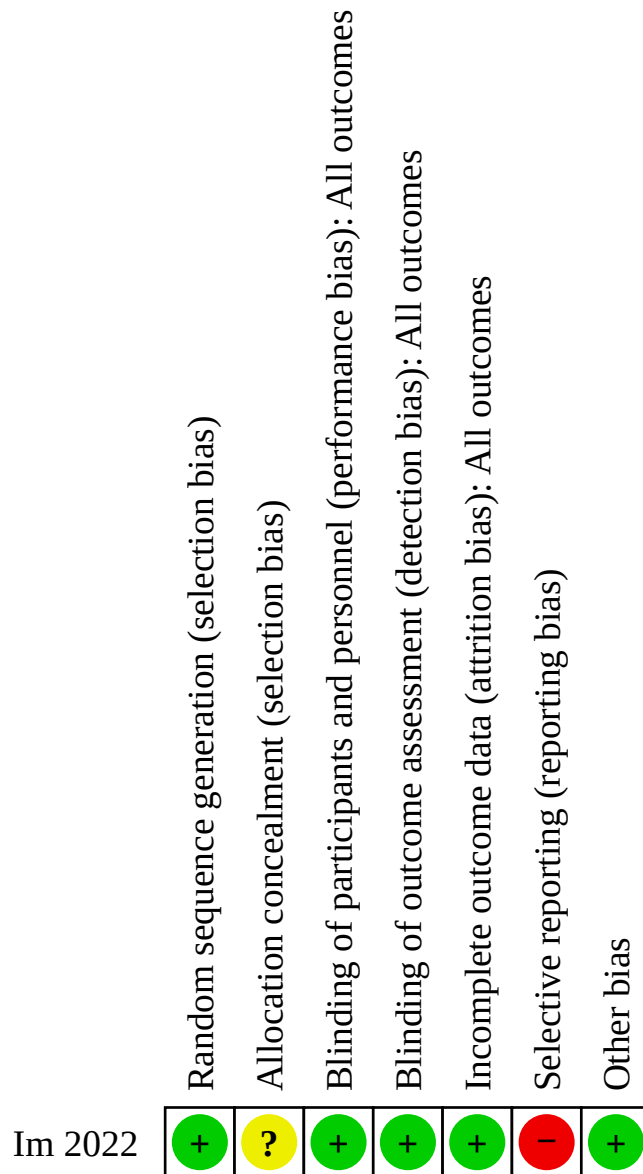 Random sequence generation (selection bias)
Allocation concealment (selection bias)
Blinding of participants and personnel (performance bias): All outcomes
Blinding of outcome assessment (detection bias): All outcomes
Incomplete outcome data (attrition bias): All outcomes
Selective reporting (reporting bias)
Other bias
Im 2022 + ? + + + − +